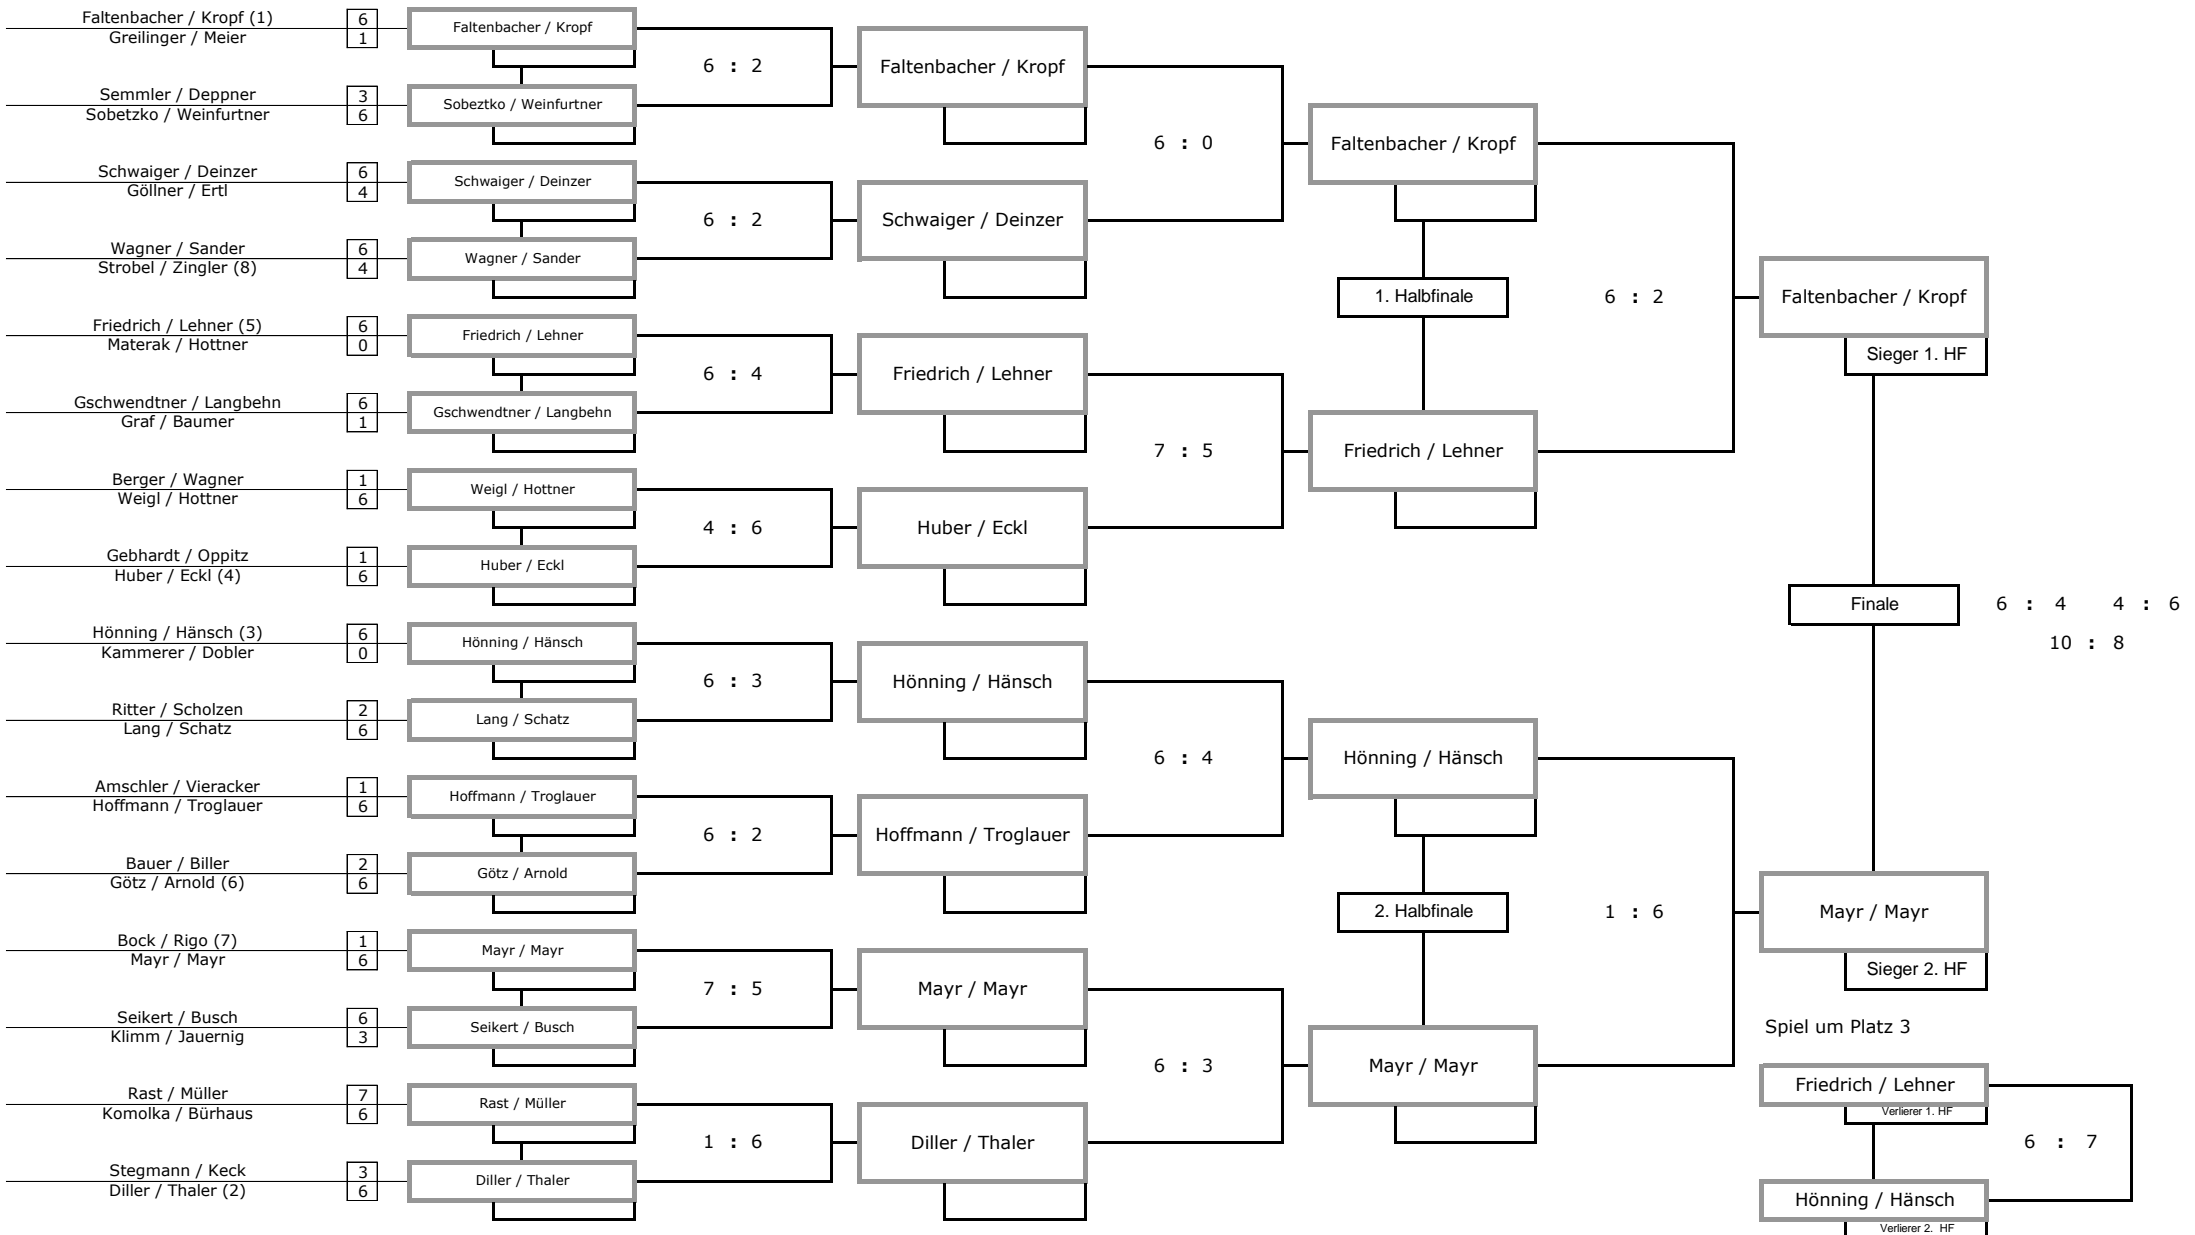 Faltenbacher / Kropf (1) 6
Greilinger / Meier 1
Semmler / Deppner 3
Sobetzko / Weinfurtner 6
Schwaiger / Deinzer 6
Göllner / Ertl 4
Wagner / Sander 6
Strobel / Zingler (8) 4
Friedrich / Lehner (5) 6
Materak / Hottner 0
Gschwendtner / Langbehn 6
Graf / Baumer 1
Berger / Wagner 1
Weigl / Hottner 6
Gebhardt / Oppitz 1
Huber / Eckl (4) 6
Hönning / Hänsch (3) 6
Kammerer / Dobler 0
Ritter / Scholzen 2
Lang / Schatz 6
Amschler / Vieracker 1
Hoffmann / Troglauer 6
Bauer / Biller 2
Götz / Arnold (6) 6
Bock / Rigo (7) 1
Mayr / Mayr 6
Seikert / Busch 6
Klimm / Jauernig 3
Rast / Müller 7
Komolka / Bürhaus 6
Stegmann / Keck 3
Diller / Thaler (2) 6
Faltenbacher / Kropf
6 : 2
Sobeztko / Weinfurtner
Schwaiger / Deinzer
6 : 2
Wagner / Sander
Friedrich / Lehner
6 : 4
Gschwendtner / Langbehn
Weigl / Hottner
4 : 6
Huber / Eckl
Hönning / Hänsch
6 : 3
Lang / Schatz
Hoffmann / Troglauer
6 : 2
Götz / Arnold
Mayr / Mayr
7 : 5
Seikert / Busch
Rast / Müller
1 : 6
Diller / Thaler
Faltenbacher / Kropf
6 : 0
Schwaiger / Deinzer
Friedrich / Lehner
7 : 5
Huber / Eckl
Hönning / Hänsch
6 : 4
Hoffmann / Troglauer
Mayr / Mayr
6 : 3
Diller / Thaler
Faltenbacher / Kropf
1. Halbfinale 6 : 2
Friedrich / Lehner
Hönning / Hänsch
2. Halbfinale 1 : 6
Mayr / Mayr
Faltenbacher / Kropf
Sieger 1. HF
Finale 6 : 4 4 : 6
10 : 8
Mayr / Mayr
Sieger 2. HF
Spiel um Platz 3
Friedrich / Lehner
Verlierer 1. HF
6 : 7
Hönning / Hänsch
Verlierer 2. HF